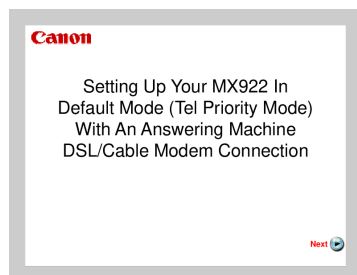 Canon
Setting Up Your MX922 In
Default Mode (Tel Priority Mode)
With An Answering Machine
DSL/Cable Modem Connection
Next